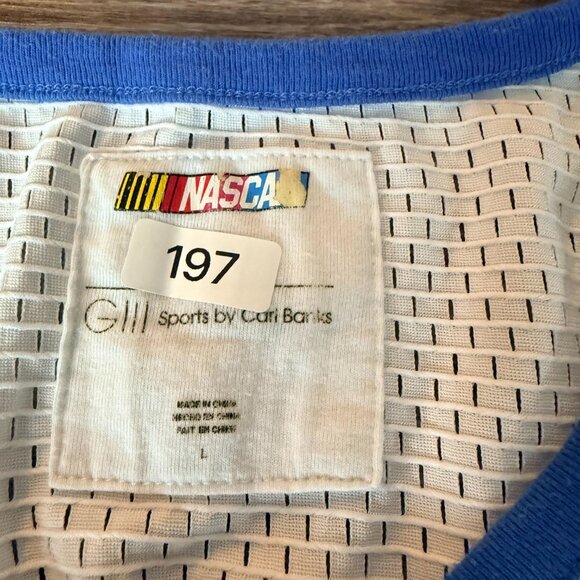 NASCA
197
GIII Sports by Carl Banks
MADE IN CHINA
HECHO EN CHINA
FAIT EN CHINE
L